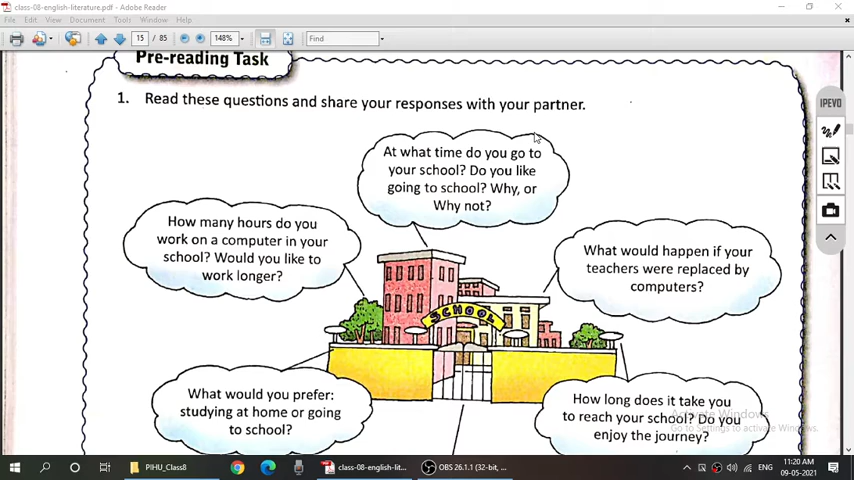 class-08-english-literature.pdf - Adobe Reader
File Edit View Document Tools Window Help
15 / 85 148% Find
Pre-reading Task
1. Read these questions and share your responses with your partner.
At what time do you go to
your school? Do you like
going to school? Why, or
Why not?
How many hours do you
work on a computer in your
school? Would you like to
work longer?
What would happen if your
teachers were replaced by
computers?
SCHOOL
What would you prefer:
studying at home or going
to school?
How long does it take you
to reach your school? Do you
enjoy the journey?
Activate Windows
Go to Settings to activate Windows.
IPEVO
PIHU_Class8
class-08-english-lit...
OBS 26.1.1 (32-bit, ...
ENG
11:20 AM
09-05-2021